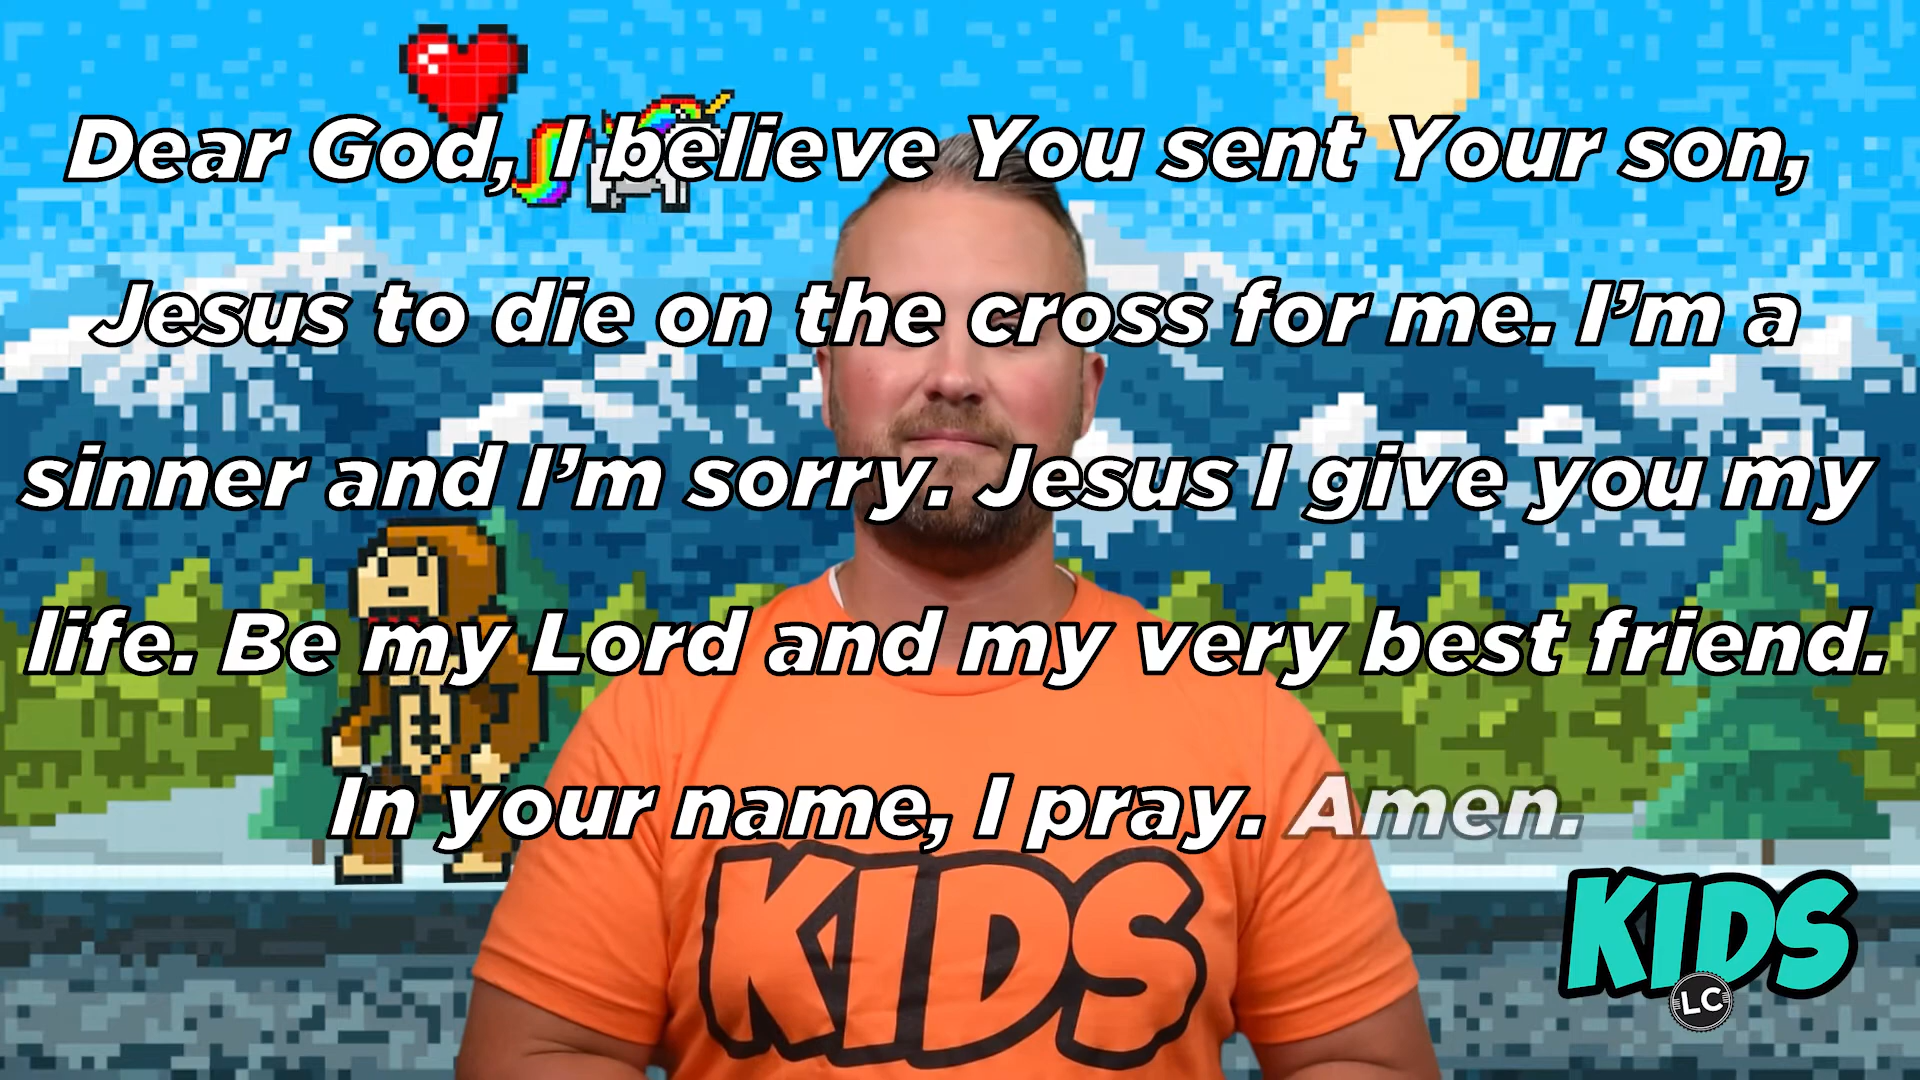 Dear God, I believe You sent Your son,
Jesus to die on the cross for me. I’m a
sinner and I’m sorry. Jesus I give you my
life. Be my Lord and my very best friend.
In your name, I pray. Amen.
KIDS
KIDS
LC